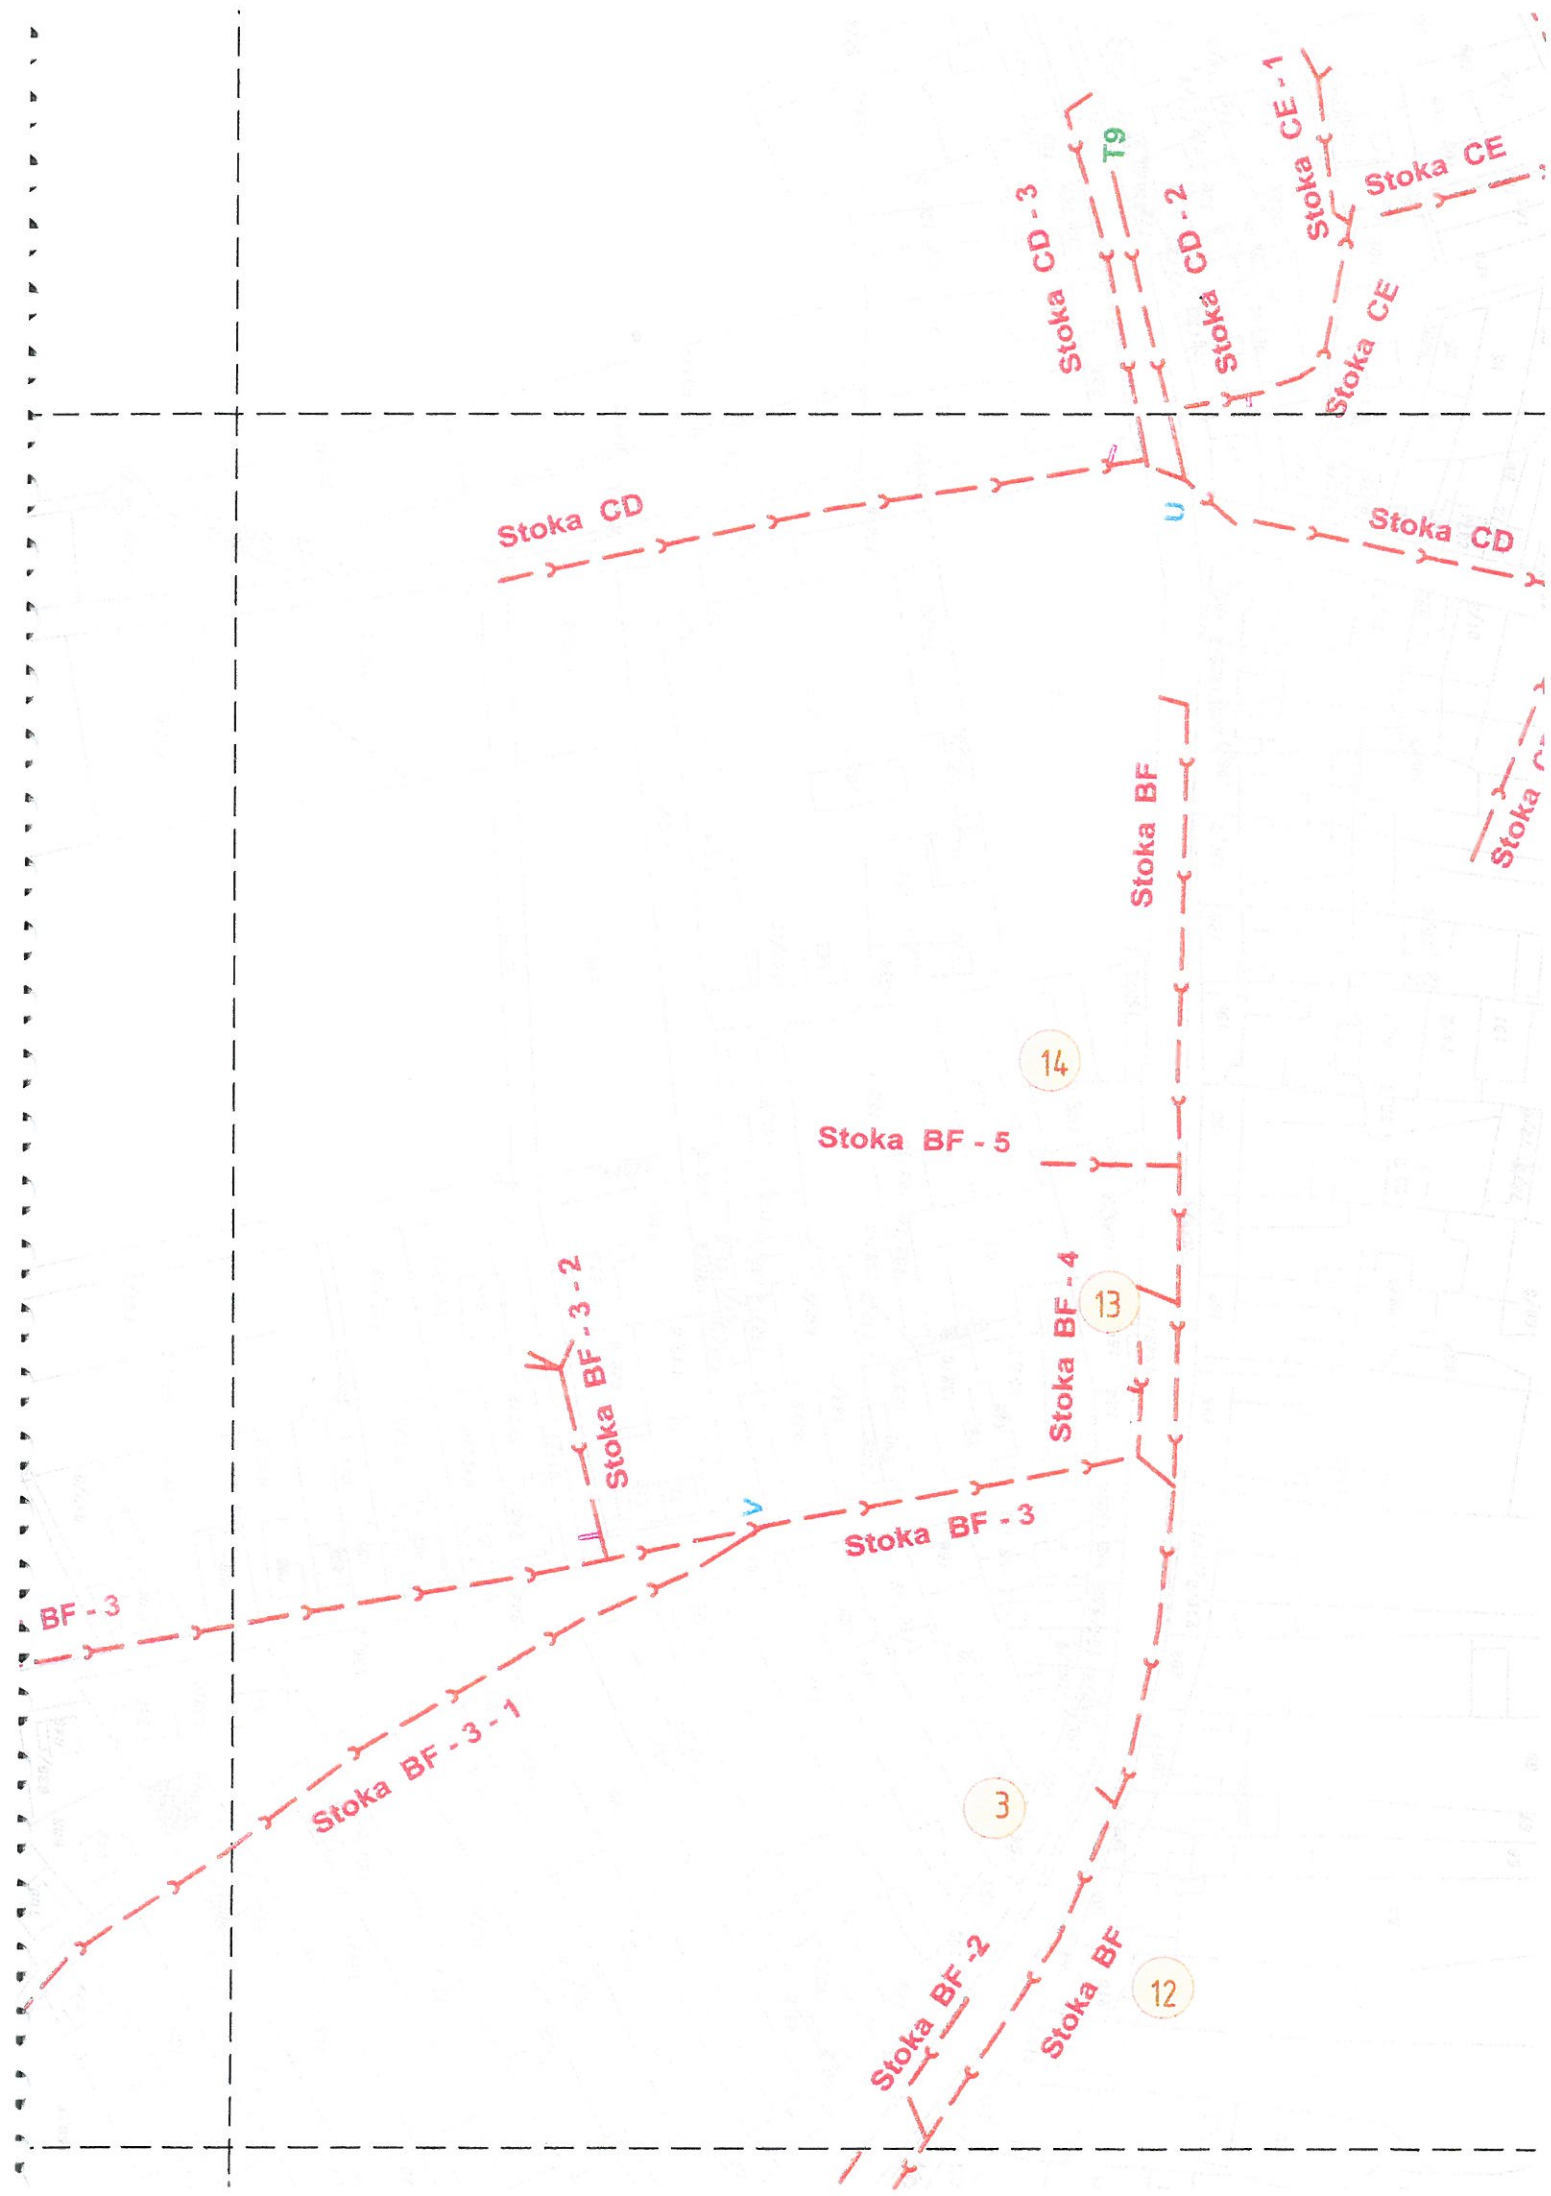 Stoka CE - 1
T9
Stoka CE
Stoka CD - 3
Stoka CD - 2
Stoka CE
Stoka CD
U
Stoka CD
Stoka BF
Stoka
14
Stoka BF - 5
Stoka BF - 4
13
Stoka BF - 3 - 2
V
Stoka BF - 3
BF - 3
Stoka BF - 3 - 1
3
Stoka BF - 2
Stoka BF
12